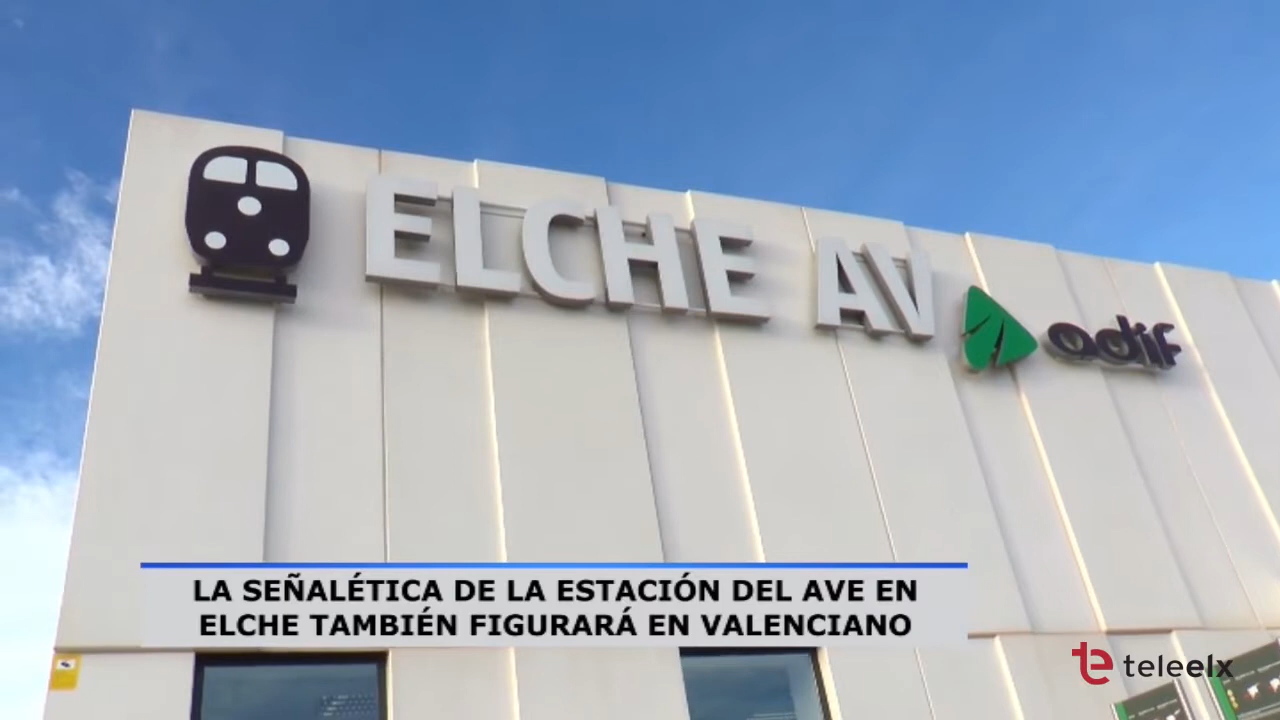 ELCHE AV
adif
LA SEÑALÉTICA DE LA ESTACIÓN DEL AVE EN
ELCHE TAMBIÉN FIGURARÁ EN VALENCIANO
teleelx